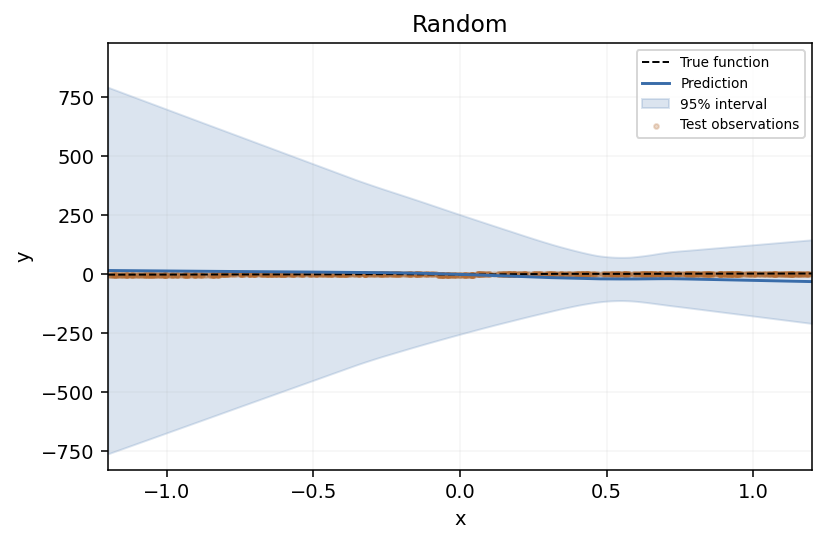 Random
True function
Prediction
95% interval
Test observations
750
500
250
0
−250
−500
−750
y
−1.0 −0.5 0.0 0.5 1.0
x